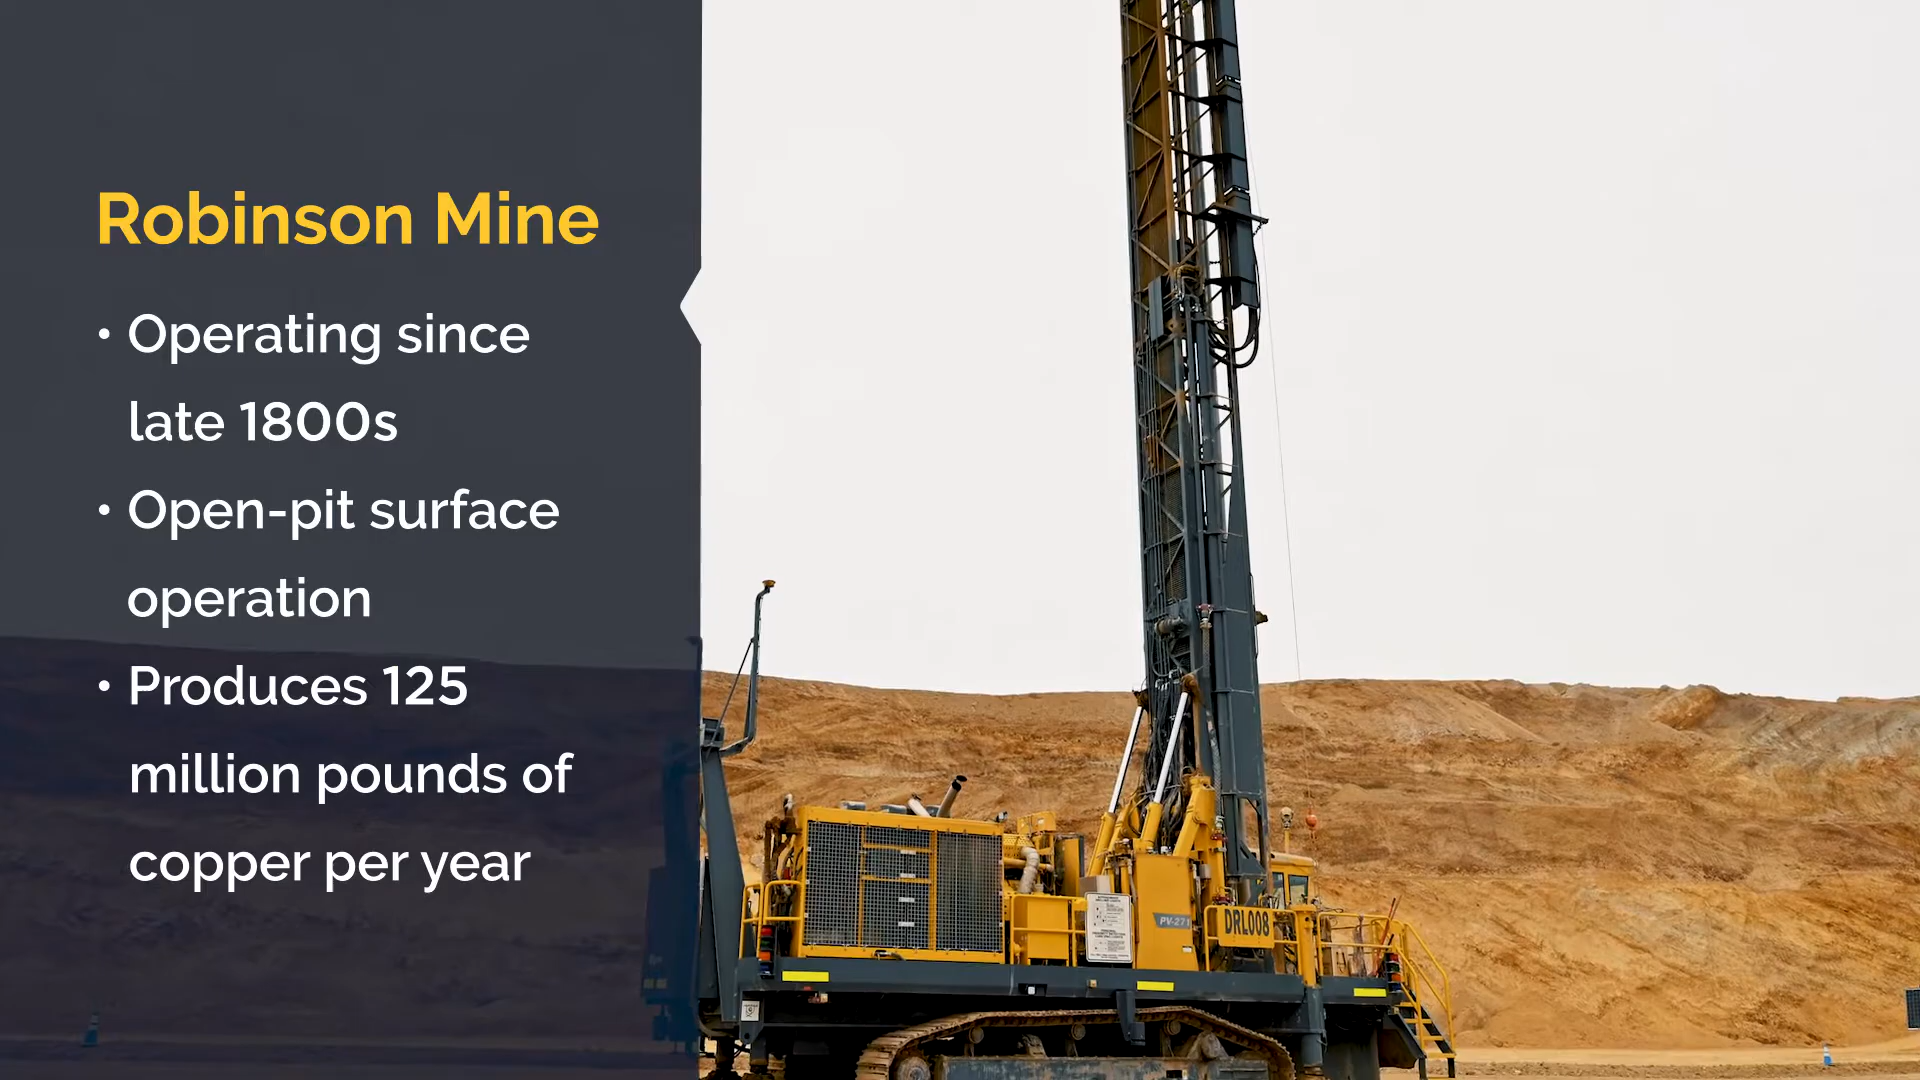 Robinson Mine
• Operating since
late 1800s
• Open-pit surface
operation
• Produces 125
million pounds of
copper per year
PV-271
DRL008